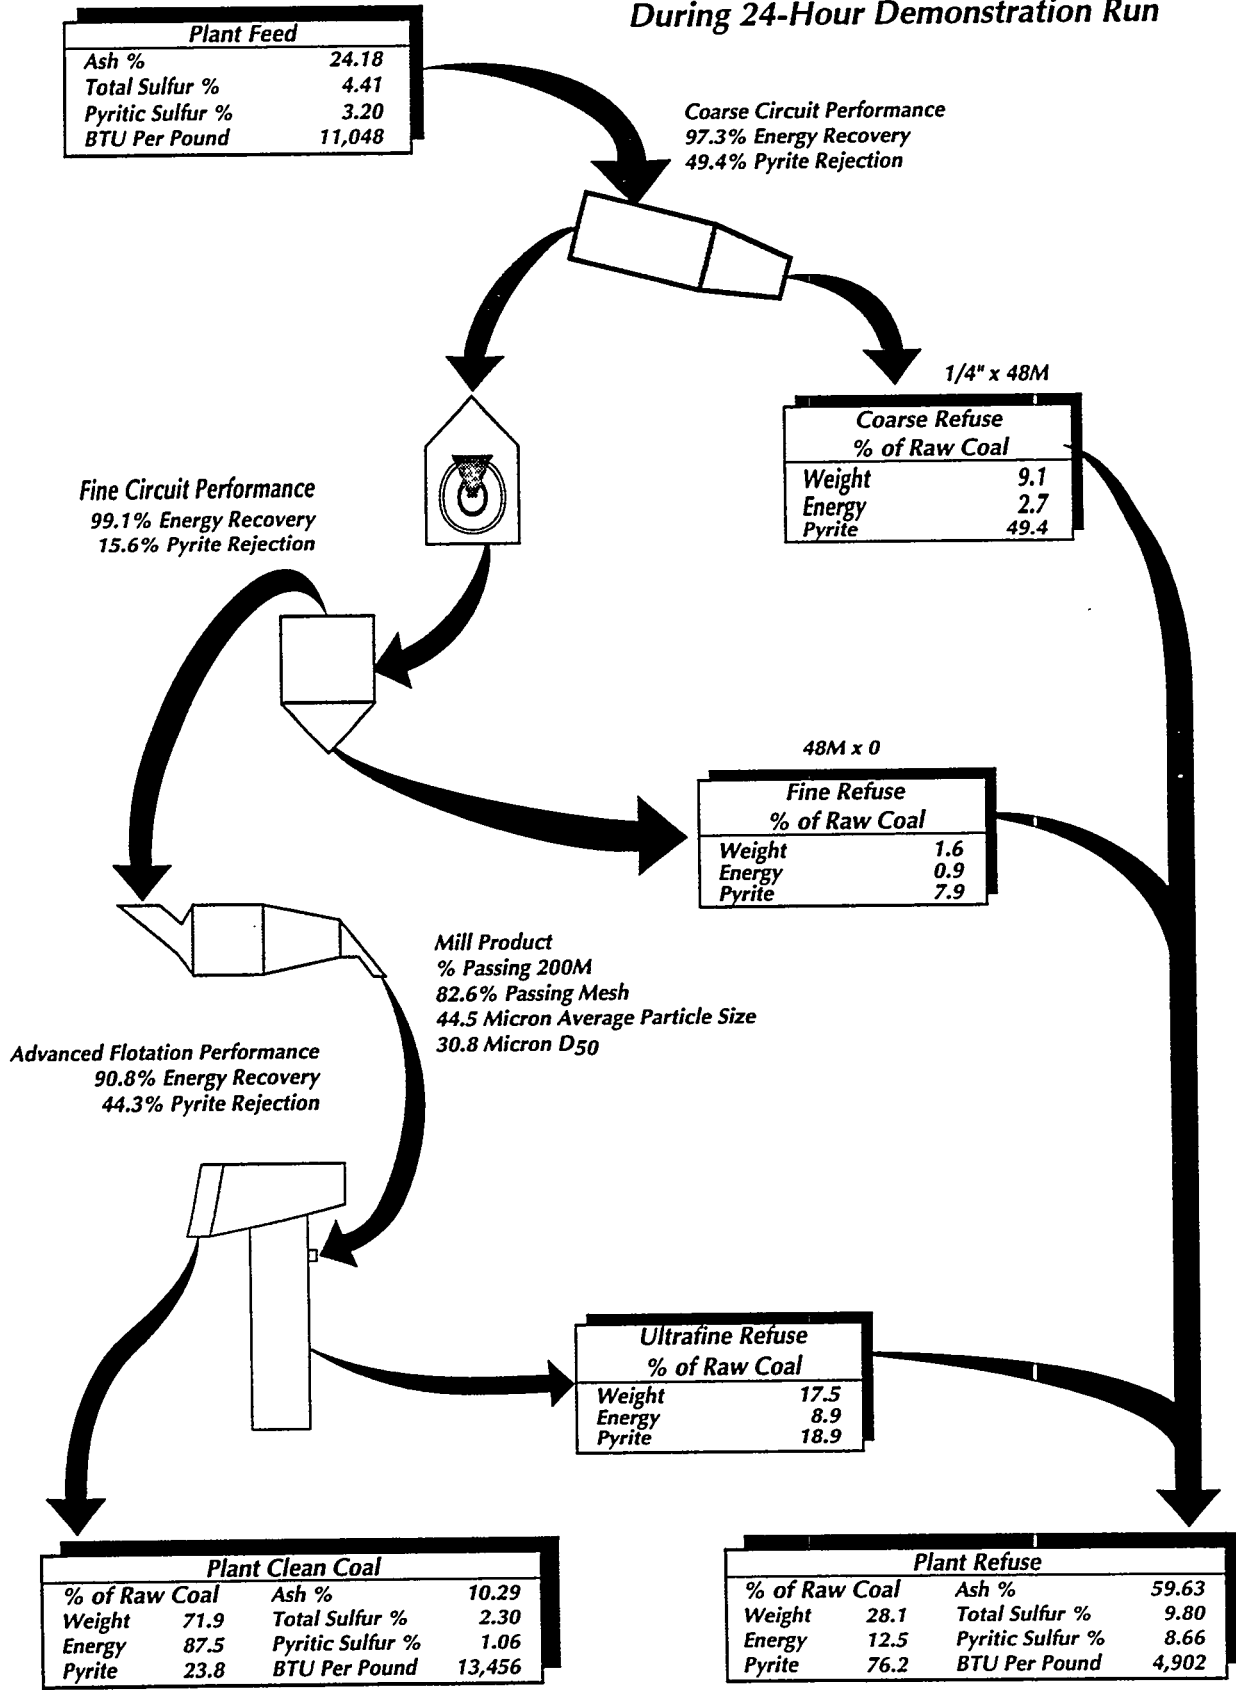 During 24-Hour Demonstration Run
Plant Feed
Ash % 24.18
Total Sulfur % 4.41
Pyritic Sulfur % 3.20
BTU Per Pound 11,048
Coarse Circuit Performance
97.3% Energy Recovery
49.4% Pyrite Rejection
1/4" x 48M
Coarse Refuse
% of Raw Coal
Weight 9.1
Energy 2.7
Pyrite 49.4
Fine Circuit Performance
99.1% Energy Recovery
15.6% Pyrite Rejection
48M x 0
Fine Refuse
% of Raw Coal
Weight 1.6
Energy 0.9
Pyrite 7.9
Mill Product
% Passing 200M
82.6% Passing Mesh
44.5 Micron Average Particle Size
30.8 Micron D50
Advanced Flotation Performance
90.8% Energy Recovery
44.3% Pyrite Rejection
Ultrafine Refuse
% of Raw Coal
Weight 17.5
Energy 8.9
Pyrite 18.9
Plant Clean Coal
% of Raw Coal Ash % 10.29
Weight 71.9 Total Sulfur % 2.30
Energy 87.5 Pyritic Sulfur % 1.06
Pyrite 23.8 BTU Per Pound 13,456
Plant Refuse
% of Raw Coal Ash % 59.63
Weight 28.1 Total Sulfur % 9.80
Energy 12.5 Pyritic Sulfur % 8.66
Pyrite 76.2 BTU Per Pound 4,902